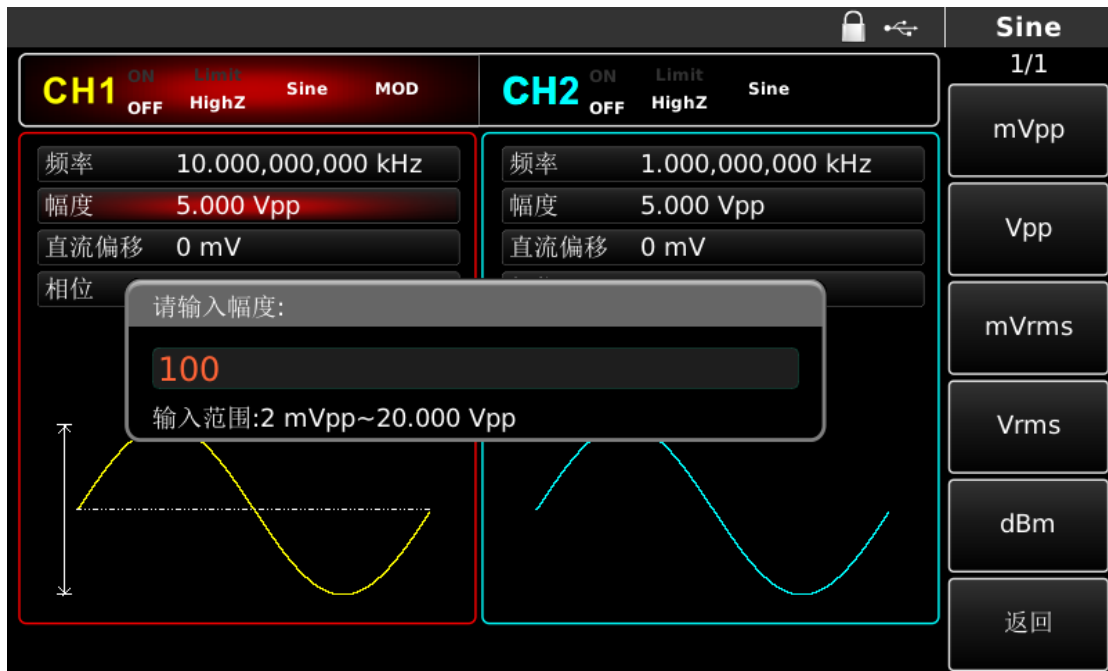 Sine
1/1
CH1 ON OFF Limit HighZ Sine MOD
CH2 ON OFF Limit HighZ Sine
频率 10.000,000,000 kHz
幅度 5.000 Vpp
直流偏移 0 mV
相位
频率 1.000,000,000 kHz
幅度 5.000 Vpp
直流偏移 0 mV
请输入幅度:
100
输入范围:2 mVpp~20.000 Vpp
mVpp
Vpp
mVrms
Vrms
dBm
返回